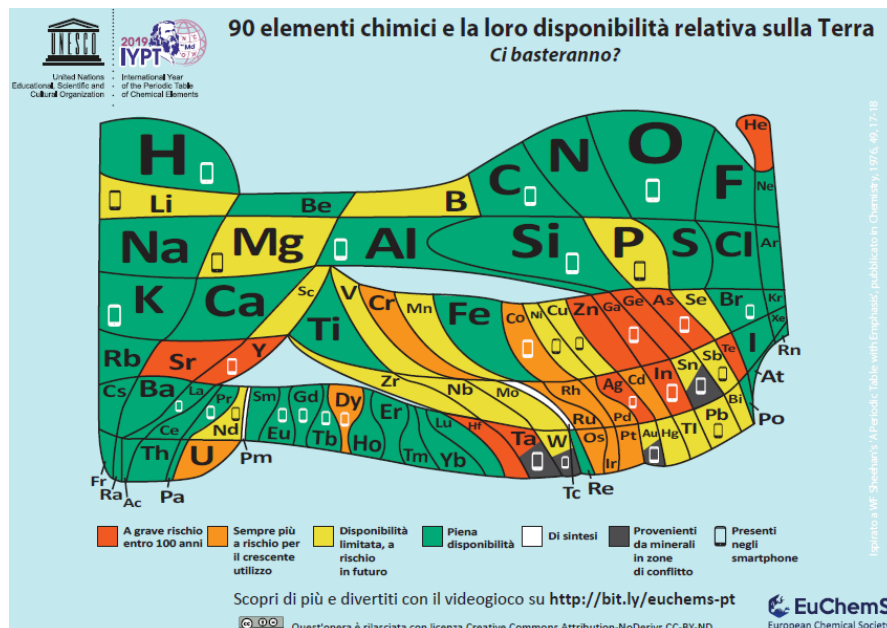 90 elementi chimici e la loro disponibilità relativa sulla Terra
Ci basteranno?
UNESCO
United Nations
Educational, Scientific and
Cultural Organization
2019
IYPT
International Year
of the Periodic Table
of Chemical Elements
Md
H
He
Li
Be
B
C
N
O
F
Ne
Na
Mg
Al
Si
P
S
Cl
Ar
K
Ca
Sc
Ti
V
Cr
Mn
Fe
Co
Ni
Cu
Zn
Ga
Ge
As
Se
Br
Kr
Rb
Sr
Y
Zr
Nb
Mo
Tc
Ru
Rh
Pd
Ag
Cd
In
Sn
Sb
Te
I
Xe
Cs
Ba
La
Ce
Pr
Nd
Pm
Sm
Eu
Gd
Tb
Dy
Ho
Er
Tm
Yb
Lu
Hf
Ta
W
Re
Os
Ir
Pt
Au
Hg
Tl
Pb
Bi
Po
At
Rn
Fr
Ra
Ac
Th
Pa
U
Ispirato a WF Sheehan's 'A Periodic Table with Emphasis', pubblicato in Chemistry, 1976, 49, 17-18
A grave rischio
entro 100 anni
Sempre più
a rischio per
il crescente
utilizzo
Disponibilità
limitata, a
rischio
in futuro
Piena
disponibilità
Di sintesi
Provenienti
da minerali
in zone
di conflitto
Presenti
negli
smartphone
Scopri di più e divertiti con il videogioco su http://bit.ly/euchems-pt
EuChemS
European Chemical Society
Quest'opera è rilasciata con licenza Creative Commons Attribution-NoDerivs CC-BY-ND